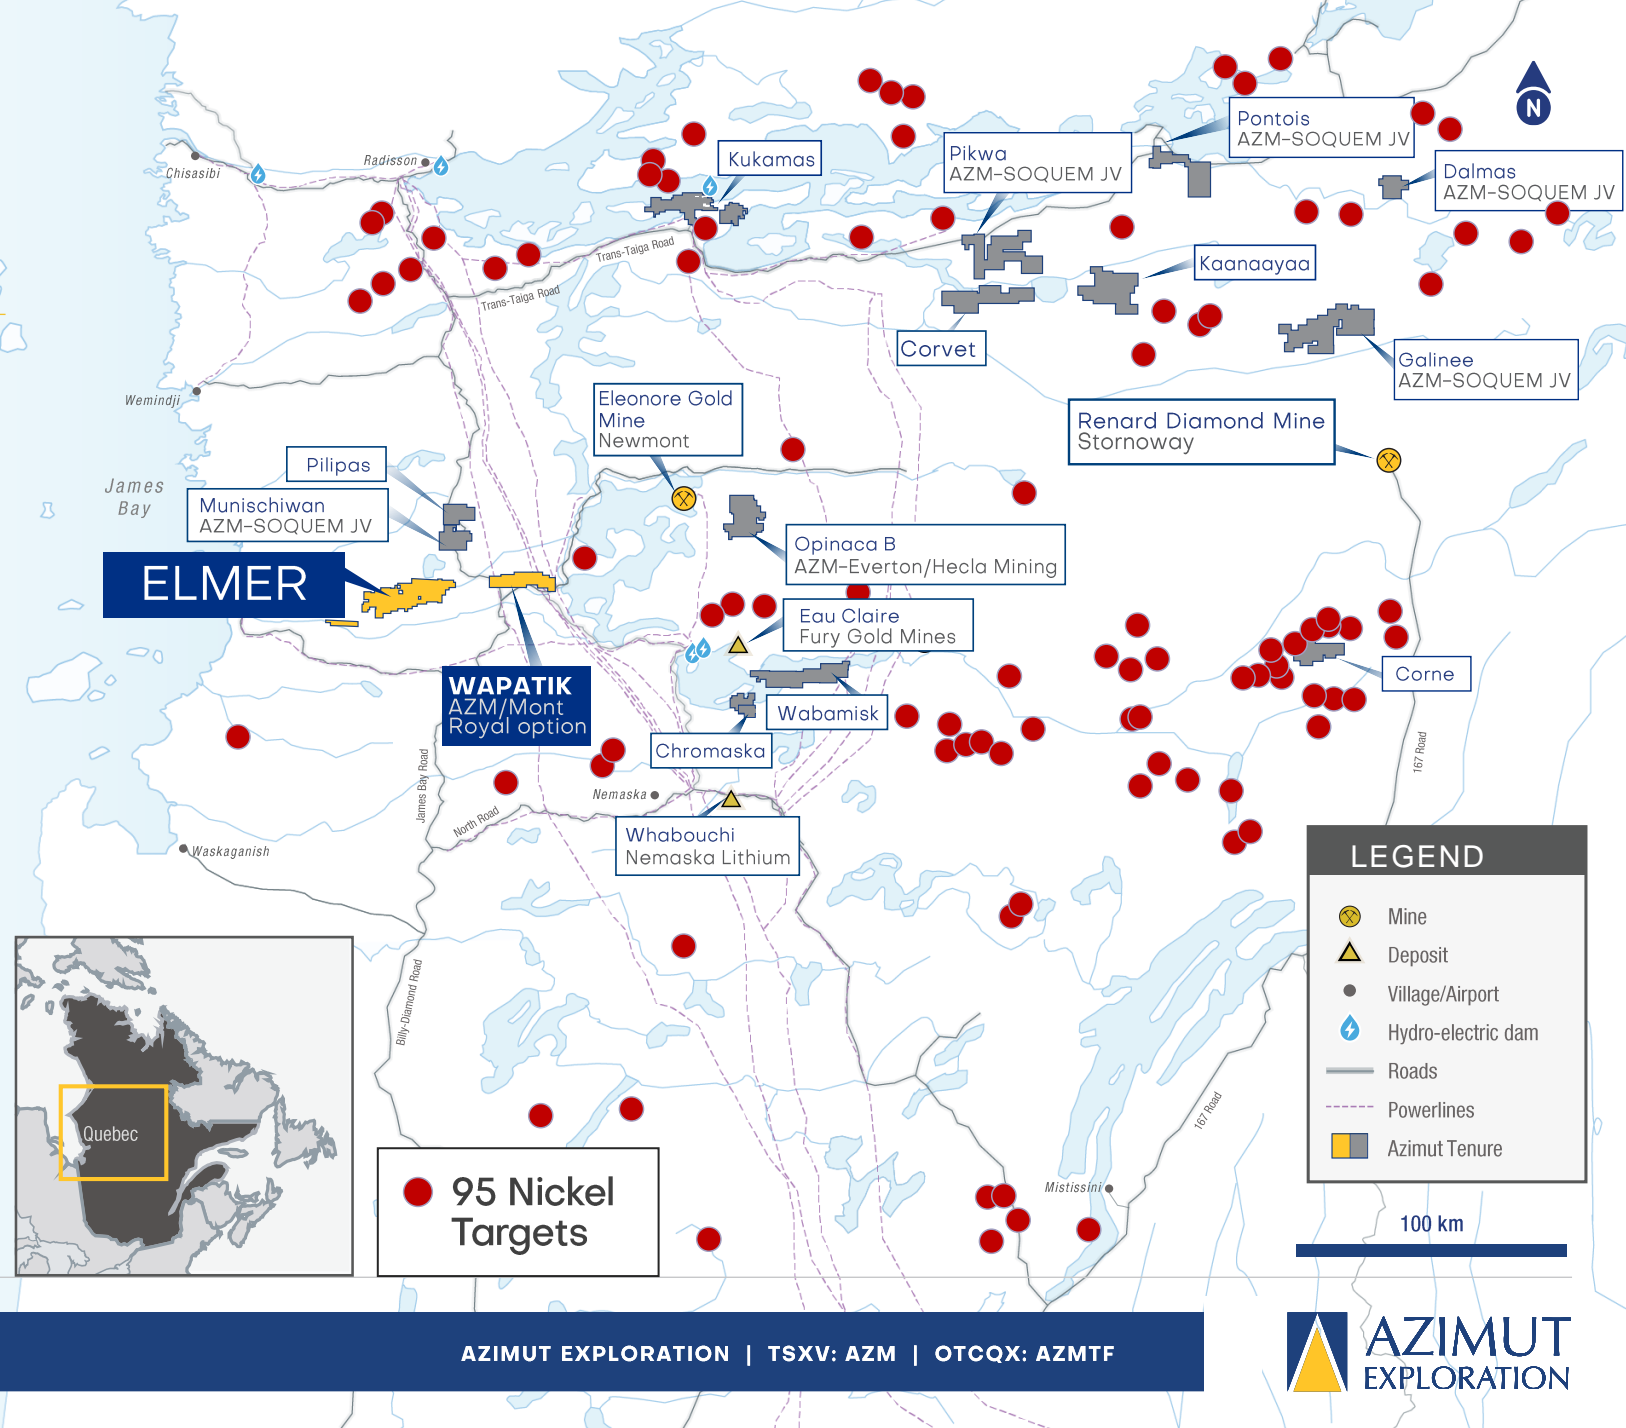 N
Pontois
AZM-SOQUEM JV
Pikwa
AZM-SOQUEM JV
Kukamas
Radisson
Chisasibi
Dalmas
AZM-SOQUEM JV
Trans-Taiga Road
Trans-Taiga Road
Kaanaayaa
Corvet
Galinee
AZM-SOQUEM JV
Wemindji
Eleonore Gold
Mine
Newmont
Renard Diamond Mine
Stornoway
Pilipas
James
Bay
Munischiwan
AZM-SOQUEM JV
Opinaca B
AZM-Everton/Hecla Mining
ELMER
Eau Claire
Fury Gold Mines
WAPATIK
AZM/Mont
Royal option
Corne
Wabamisk
Chromaska
167 Road
James Bay Road
Nemaska
North Road
Whabouchi
Nemaska Lithium
Waskaganish
LEGEND
Mine
Deposit
Village/Airport
Hydro-electric dam
Roads
Powerlines
Azimut Tenure
Billy-Diamond Road
Quebec
167 Road
95 Nickel
Targets
Mistissini
100 km
AZIMUT EXPLORATION | TSXV: AZM | OTCQX: AZMTF
AZIMUT
EXPLORATION